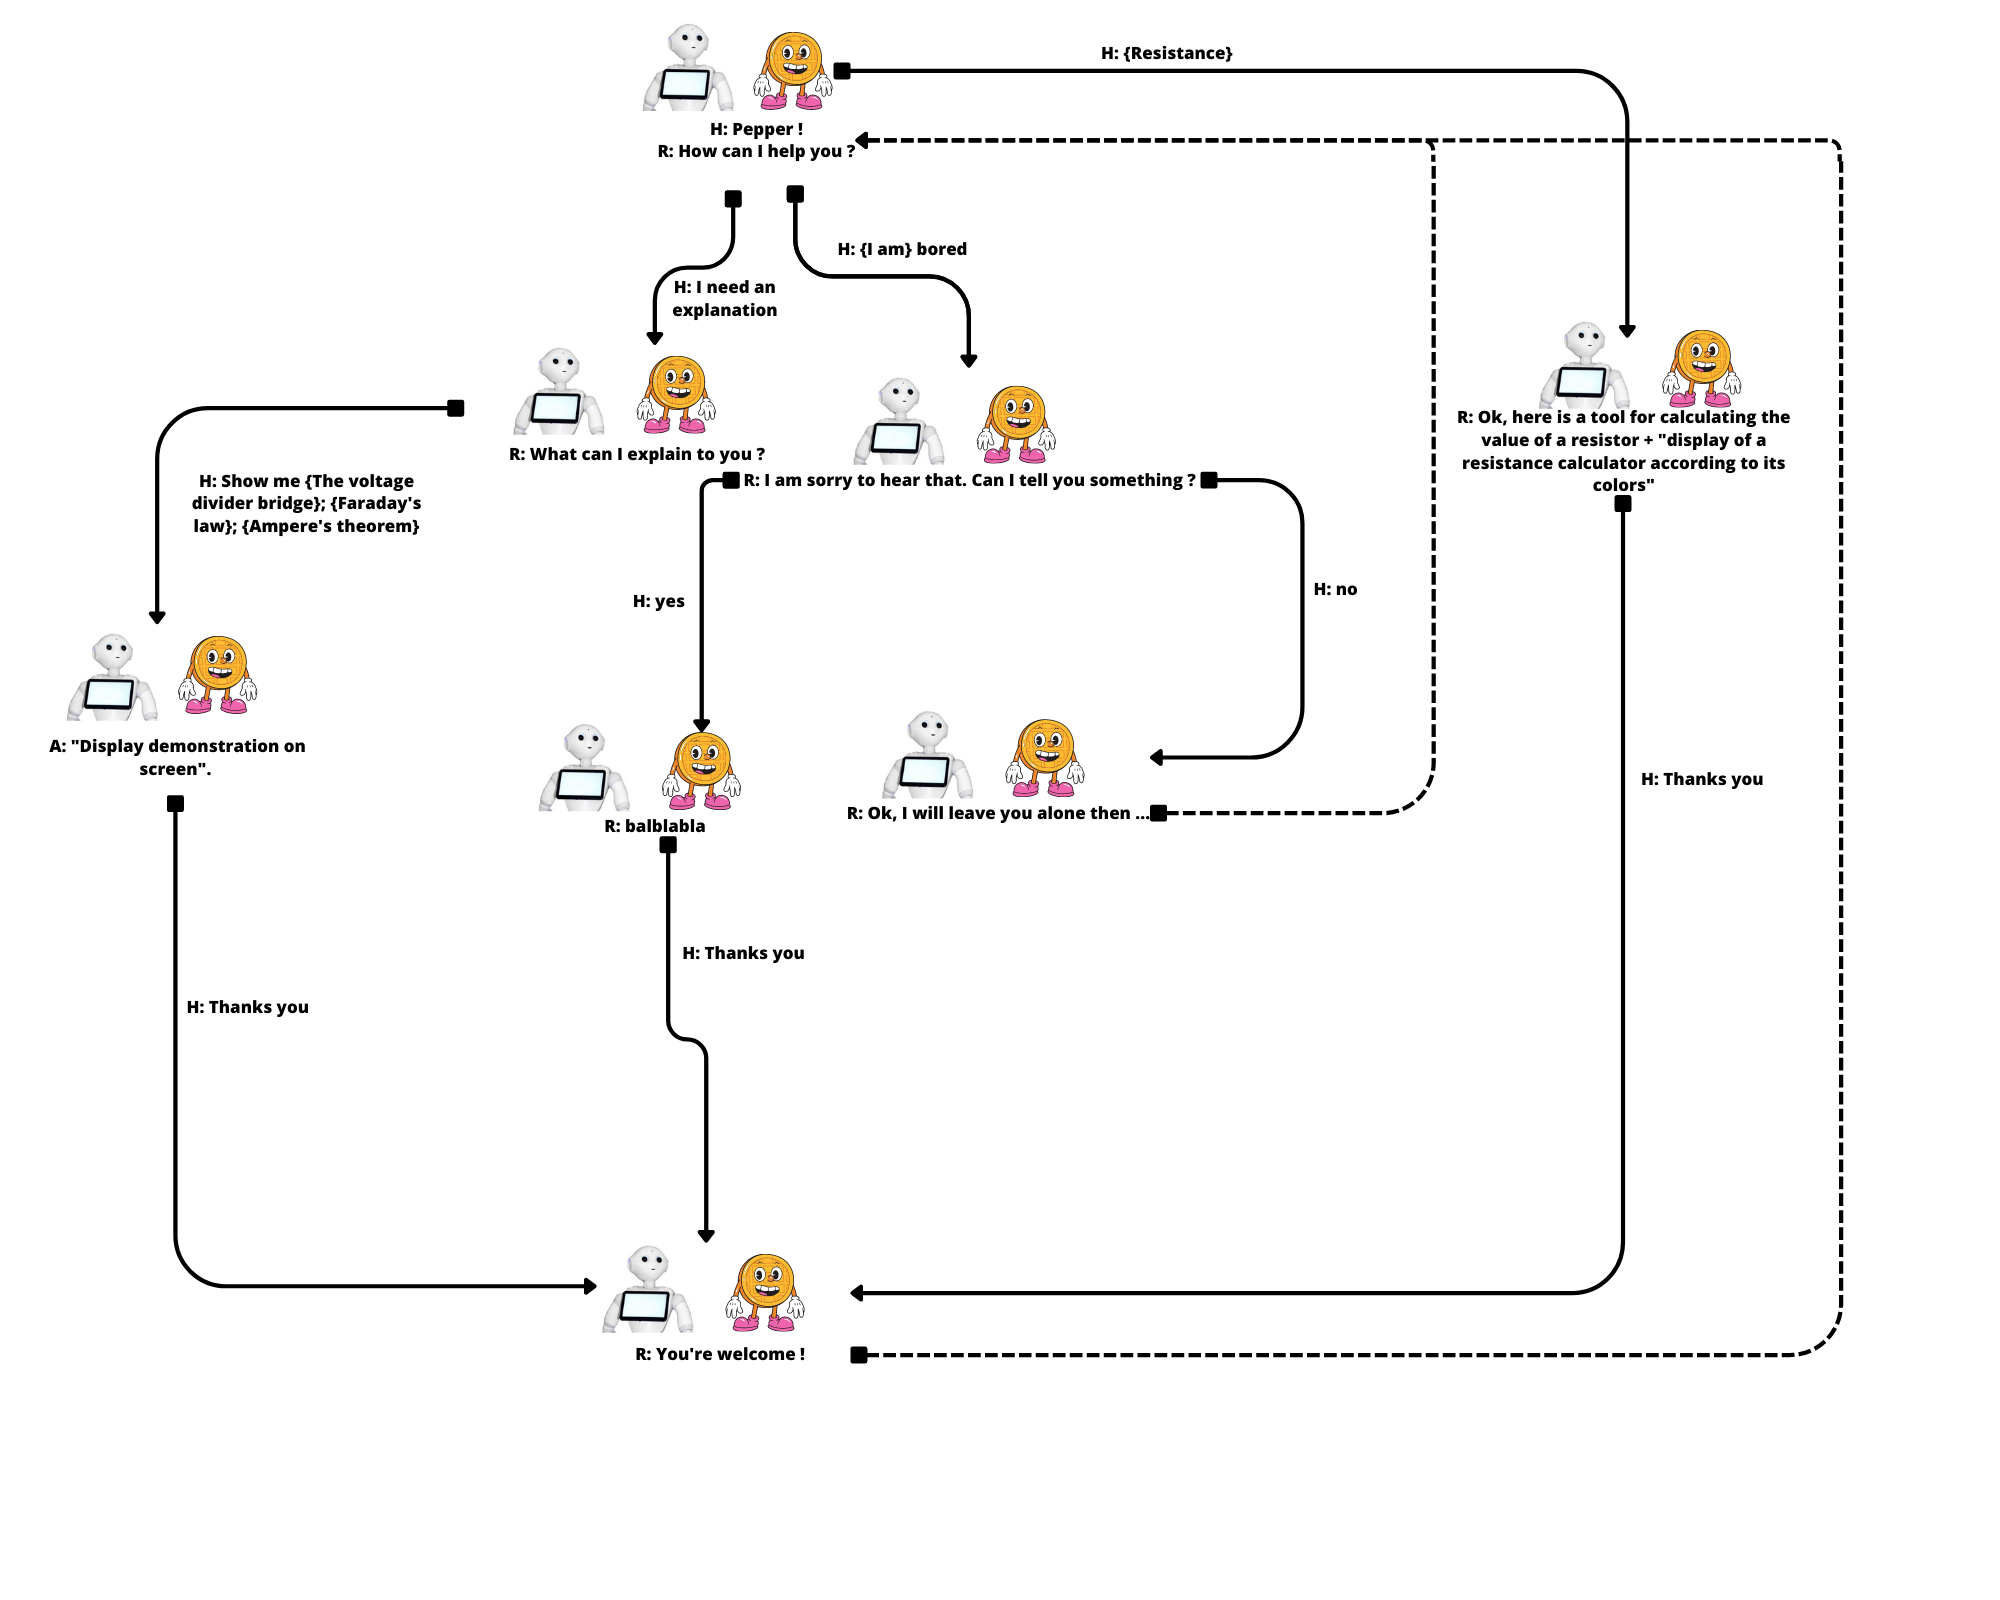 H: {Resistance}
H: Pepper !
R: How can I help you ?
H: {I am} bored
H: I need an
explanation
R: What can I explain to you ?
R: I am sorry to hear that. Can I tell you something ?
R: Ok, here is a tool for calculating the
value of a resistor + "display of a
resistance calculator according to its
colors"
H: Show me {The voltage
divider bridge}; {Faraday's
law}; {Ampere's theorem}
H: yes
H: no
A: "Display demonstration on
screen".
R: balblabla
R: Ok, I will leave you alone then ...
H: Thanks you
H: Thanks you
H: Thanks you
R: You're welcome !